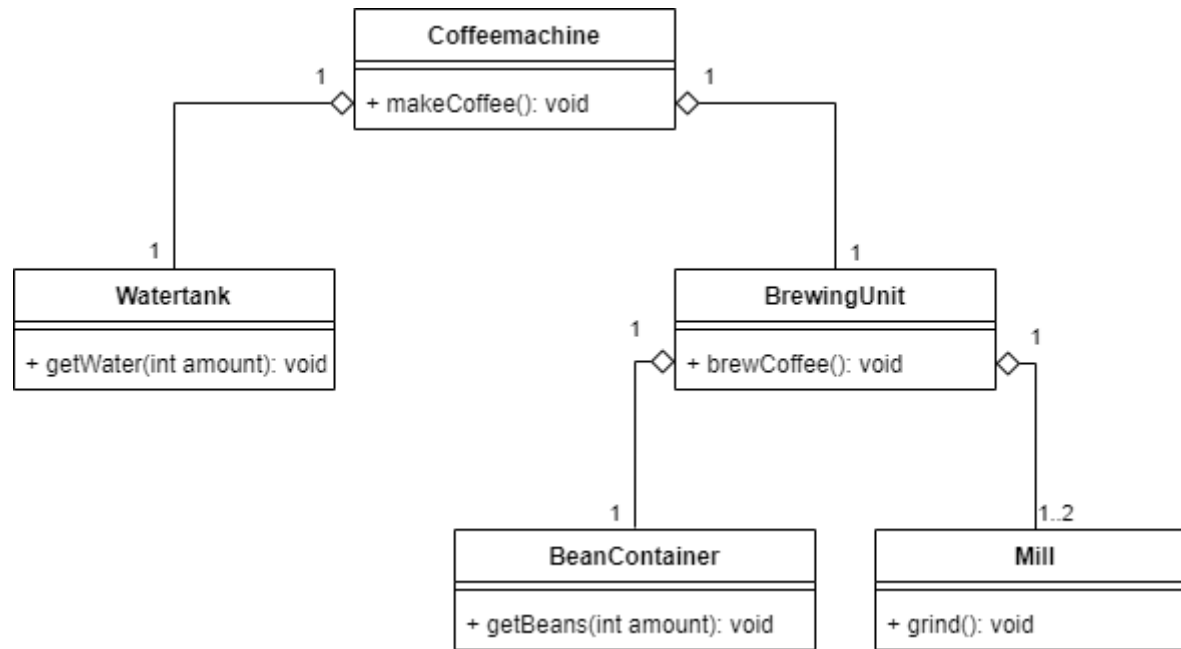 Coffeemachine
1
1
+ makeCoffee(): void
1
1
Watertank
BrewingUnit
1
1
+ getWater(int amount): void
+ brewCoffee(): void
1
1..2
BeanContainer
Mill
+ getBeans(int amount): void
+ grind(): void